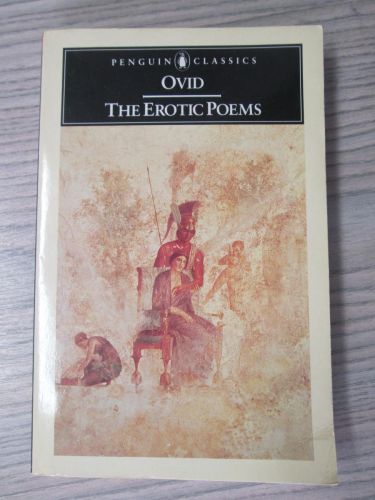 PENGUIN CLASSICS
OVID
THE EROTIC POEMS